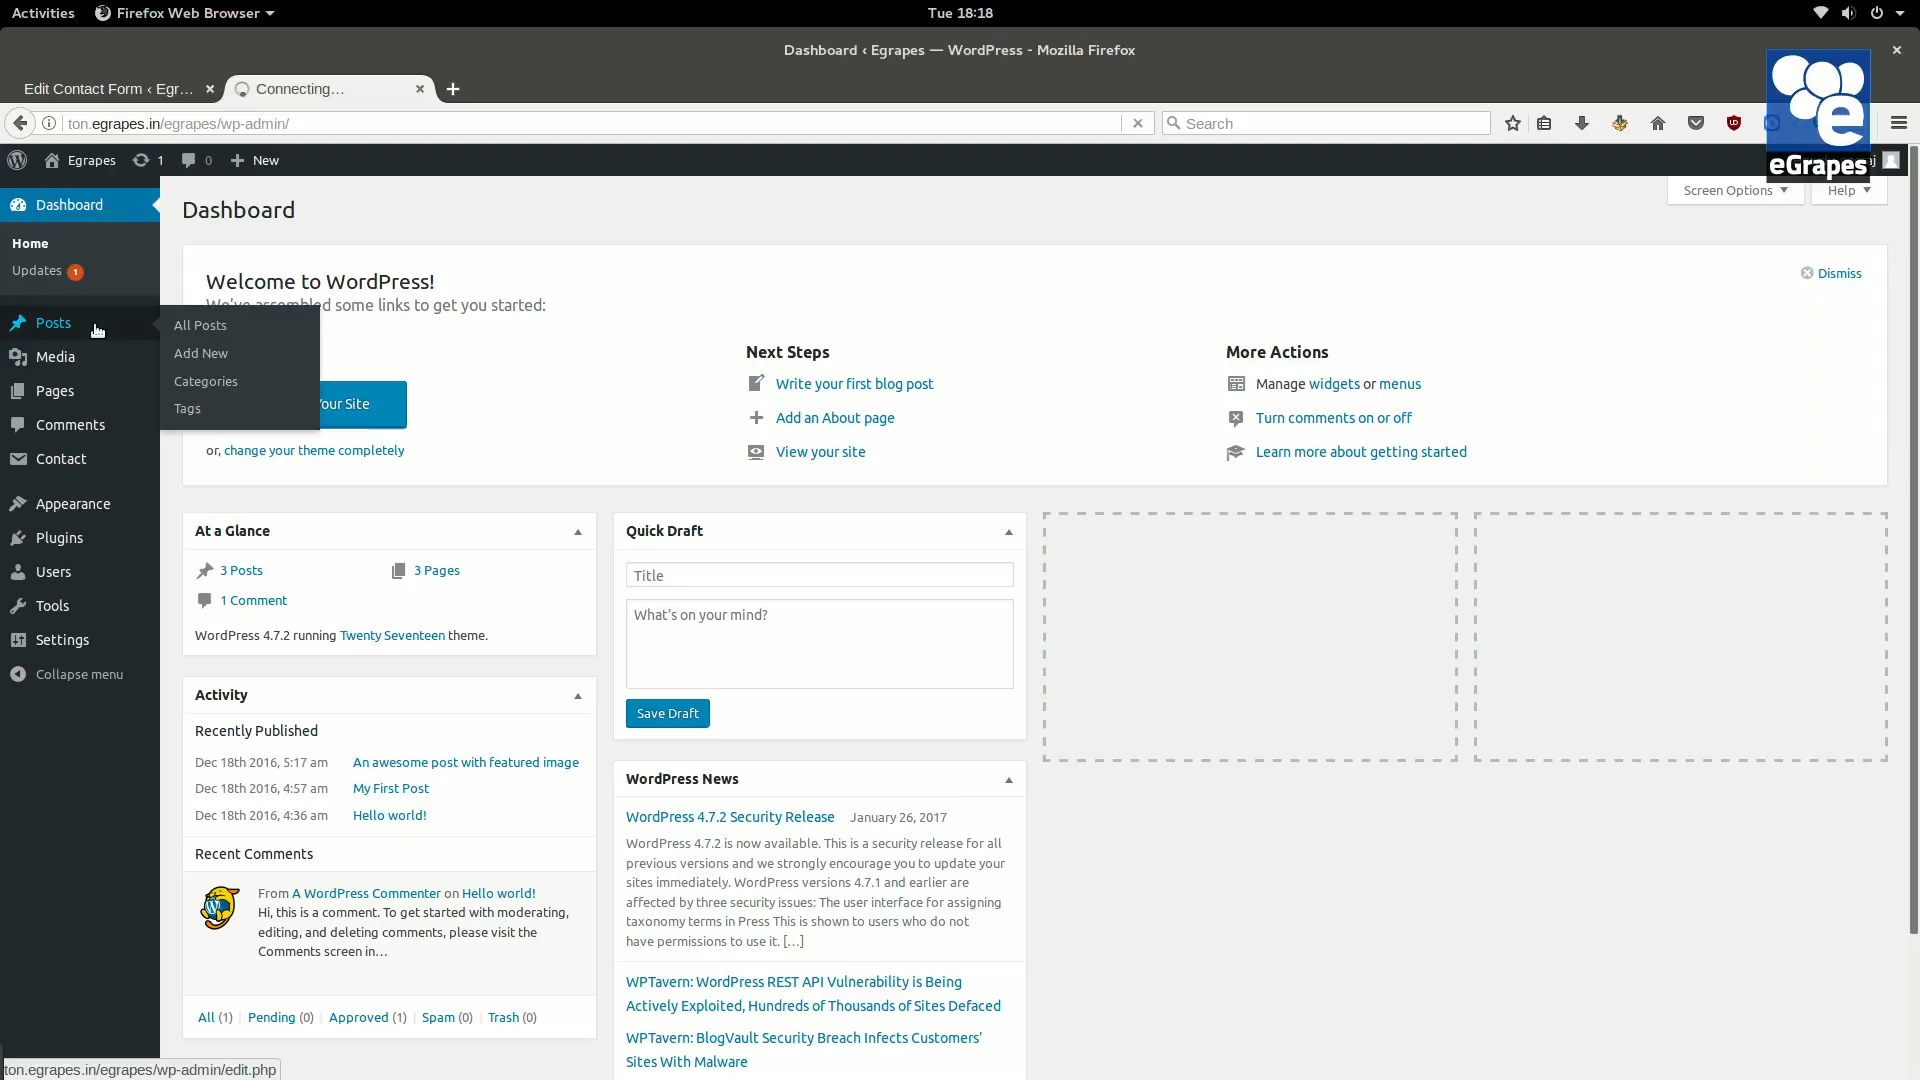 Activities
Firefox Web Browser
Tue 18:18
Dashboard ‹ Egrapes — WordPress - Mozilla Firefox
Edit Contact Form ‹ Egr…
Connecting…
ton.egrapes.in/egrapes/wp-admin/
Search
Egrapes
1
0
New
e
eGrapes
Screen Options
Help
Dashboard
Home
Updates 1
Posts
Media
Pages
Comments
Contact
Appearance
Plugins
Users
Tools
Settings
Collapse menu
All Posts
Add New
Categories
Tags
Dashboard
Welcome to WordPress!
Dismiss
We've assembled some links to get you started:
Your Site
or, change your theme completely
Next Steps
Write your first blog post
Add an About page
View your site
More Actions
Manage widgets or menus
Turn comments on or off
Learn more about getting started
At a Glance
3 Posts
3 Pages
1 Comment
WordPress 4.7.2 running Twenty Seventeen theme.
Activity
Recently Published
Dec 18th 2016, 5:17 am An awesome post with featured image
Dec 18th 2016, 4:57 am My First Post
Dec 18th 2016, 4:36 am Hello world!
Recent Comments
From A WordPress Commenter on Hello world!
Hi, this is a comment. To get started with moderating,
editing, and deleting comments, please visit the
Comments screen in…
All (1) | Pending (0) | Approved (1) | Spam (0) | Trash (0)
Quick Draft
Title
What's on your mind?
Save Draft
WordPress News
WordPress 4.7.2 Security Release January 26, 2017
WordPress 4.7.2 is now available. This is a security release for all
previous versions and we strongly encourage you to update your
sites immediately. WordPress versions 4.7.1 and earlier are
affected by three security issues: The user interface for assigning
taxonomy terms in Press This is shown to users who do not
have permissions to use it. […]
WPTavern: WordPress REST API Vulnerability is Being
Actively Exploited, Hundreds of Thousands of Sites Defaced
WPTavern: BlogVault Security Breach Infects Customers'
Sites With Malware
ton.egrapes.in/egrapes/wp-admin/edit.php